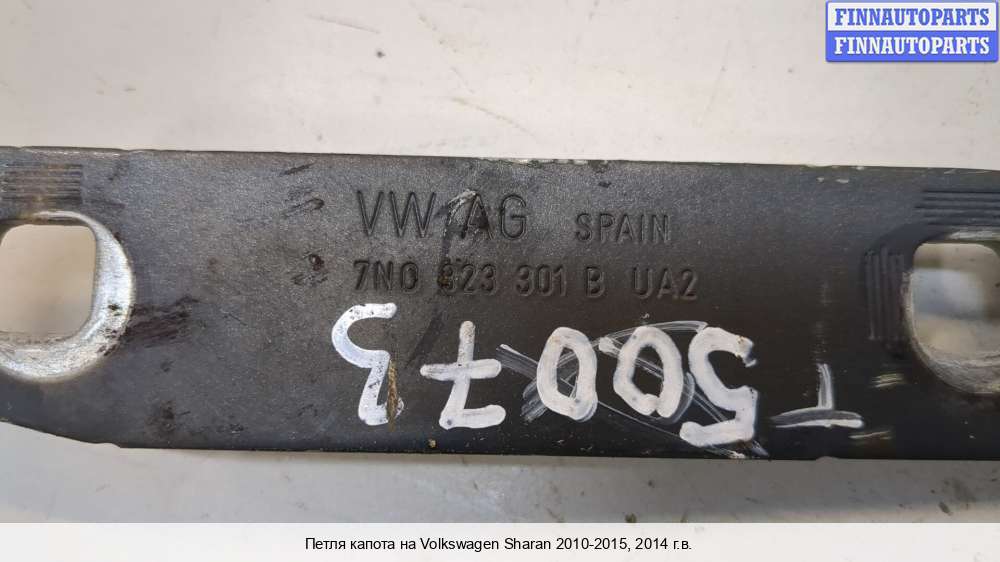 FINNAUTOPARTS
FINNAUTOPARTS
VW AG SPAIN
7N0 823 301 B UA2
50073
Петля капота на Volkswagen Sharan 2010-2015, 2014 г.в.